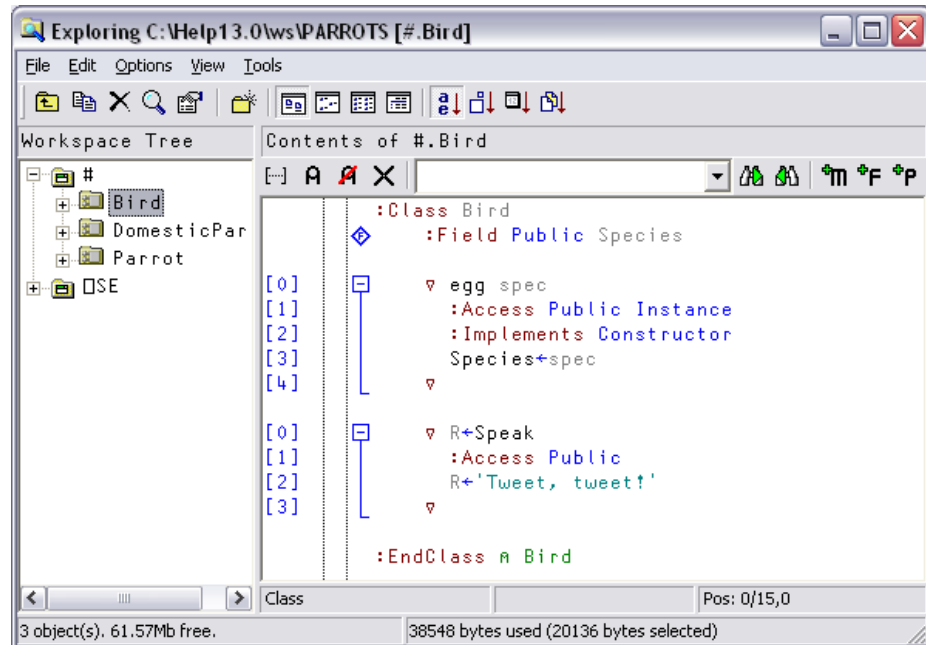 Exploring C:\Help13.0\ws\PARROTS [#.Bird]
File Edit Options View Tools
Workspace Tree
Contents of #.Bird
#
Bird
DomesticPar
Parrot
⎕SE
:Class Bird
:Field Public Species
[0] ∇ egg spec
[1] :Access Public Instance
[2] :Implements Constructor
[3] Species←spec
[4] ∇
[0] ∇ R←Speak
[1] :Access Public
[2] R←'Tweet, tweet!'
[3] ∇
:EndClass ⍝ Bird
Class
Pos: 0/15,0
3 object(s). 61.57Mb free.
38548 bytes used (20136 bytes selected)